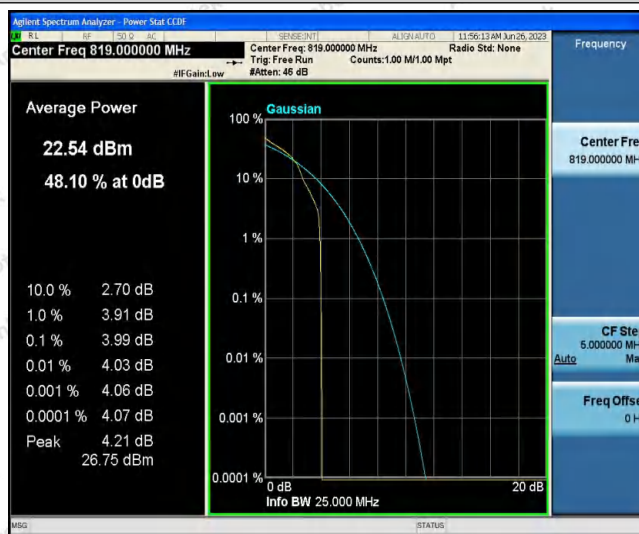 Agilent Spectrum Analyzer - Power Stat CCDF
RL RF 50 Ω AC SENSE:INT ALIGN AUTO 11:56:13 AM Jun 26, 2023
Center Freq 819.000000 MHz
Center Freq: 819.000000 MHz Radio Std: None
Trig: Free Run Counts:1.00 M/1.00 Mpt
#IFGain:Low #Atten: 46 dB
Frequency
Average Power
22.54 dBm
48.10 % at 0dB
10.0 % 2.70 dB
1.0 % 3.91 dB
0.1 % 3.99 dB
0.01 % 4.03 dB
0.001 % 4.06 dB
0.0001 % 4.07 dB
Peak 4.21 dB
26.75 dBm
Gaussian
100 %
10 %
1 %
0.1 %
0.01 %
0.001 %
0.0001 %
0 dB 20 dB
Info BW 25.000 MHz
Center Fre
819.000000 MH
CF Ste
5.000000 MH
Auto Ma
Freq Offse
0 H
MSG STATUS